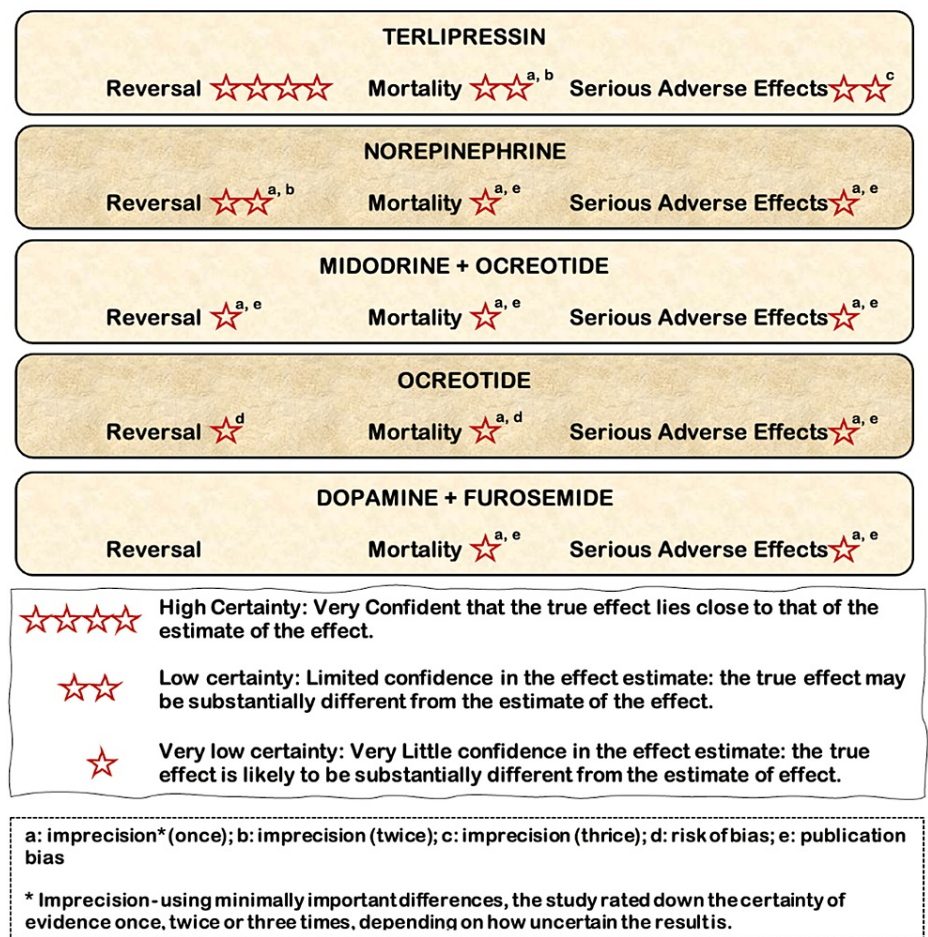 TERLIPRESSIN
Reversal ☆☆☆☆ Mortality ☆☆a, b Serious Adverse Effects☆☆c
NOREPINEPHRINE
Reversal ☆☆a, b Mortality ☆a, e Serious Adverse Effects☆a, e
MIDODRINE + OCREOTIDE
Reversal ☆a, e Mortality ☆a, e Serious Adverse Effects☆a, e
OCREOTIDE
Reversal ☆d Mortality ☆a, d Serious Adverse Effects☆a, e
DOPAMINE + FUROSEMIDE
Reversal Mortality ☆a, e Serious Adverse Effects☆a, e
☆☆☆☆ High Certainty: Very Confident that the true effect lies close to that of the
estimate of the effect.
☆☆ Low certainty: Limited confidence in the effect estimate: the true effect may
be substantially different from the estimate of the effect.
☆ Very low certainty: Very Little confidence in the effect estimate: the true
effect is likely to be substantially different from the estimate of effect.
a: imprecision* (once); b: imprecision (twice); c: imprecision (thrice); d: risk of bias; e: publication
bias
* Imprecision - using minimally important differences, the study rated down the certainty of
evidence once, twice or three times, depending on how uncertain the result is.